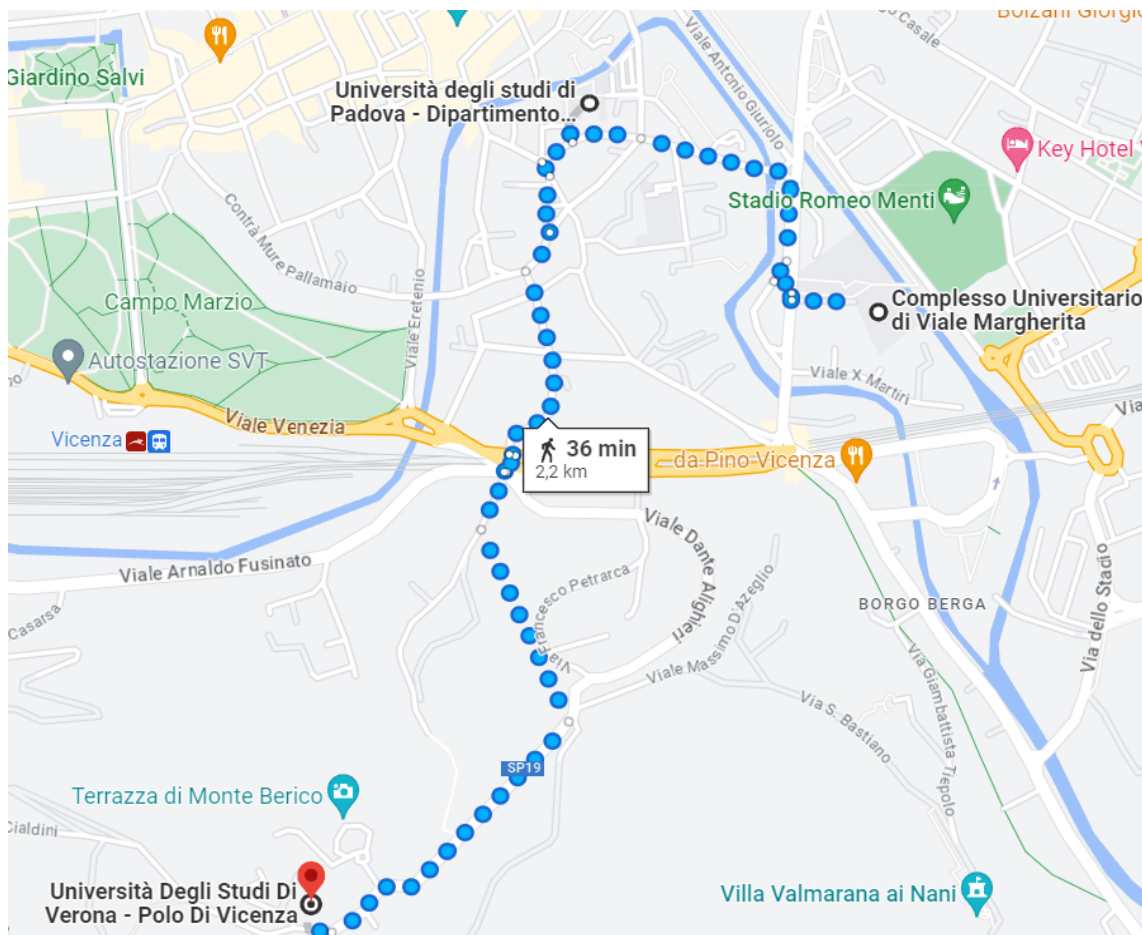 Bolzani Giorgio
Casale
Giardino Salvi
Viale Antonio Giuriolo
Università degli studi di
Padova - Dipartimento...
Key Hotel
Stadio Romeo Menti
Contrà Mure Pallamaio
Viale Eretenio
Campo Marzio
Complesso Universitario
di Viale Margherita
Autostazione SVT
Viale X Martiri
Viale Venezia
Vicenza
36 min
2,2 km
da Pino Vicenza
Viale Dante Alighieri
Viale Arnaldo Fusinato
Via Francesco Petrarca
Viale Massimo D'Azeglio
BORGO BERGA
Via dello Stadio
Casarsa
Via S. Bastiano
Via Giambattista Tiepolo
SP19
Terrazza di Monte Berico
Cialdini
Università Degli Studi Di
Verona - Polo Di Vicenza
Villa Valmarana ai Nani